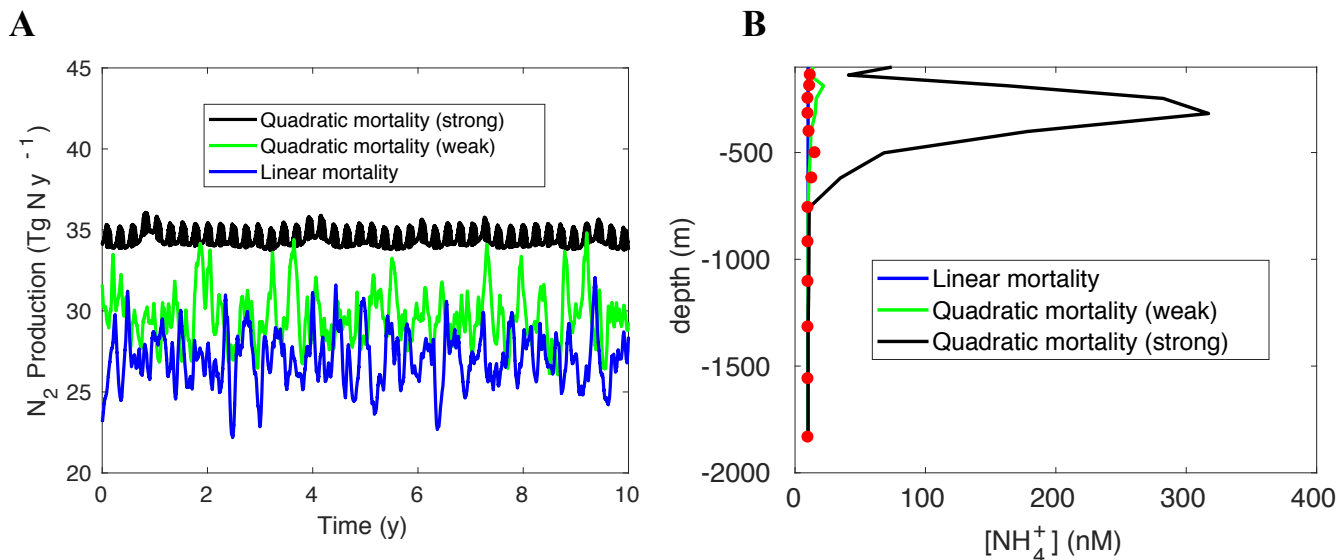 A
B
45
40
35
30
25
20
N2 Production (Tg N y -1)
Quadratic mortality (strong)
Quadratic mortality (weak)
Linear mortality
0 2 4 6 8 10
Time (y)
-500
-1000
-1500
-2000
depth (m)
Linear mortality
Quadratic mortality (weak)
Quadratic mortality (strong)
0 100 200 300 400
[NH4+] (nM)